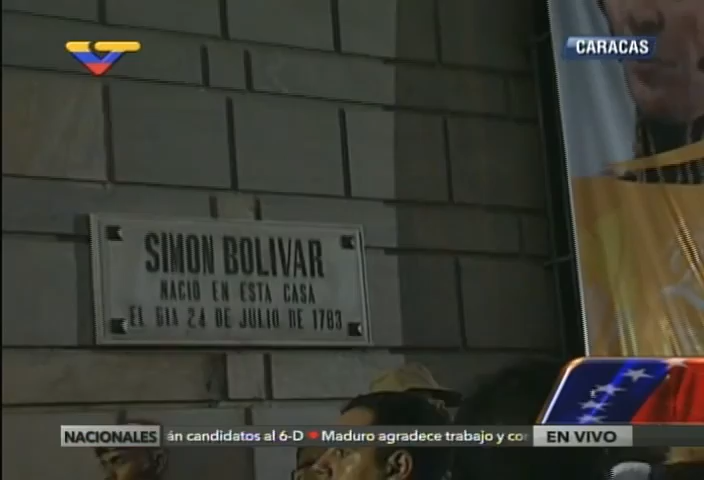 CARACAS
SIMON BOLIVAR
NACIO EN ESTA CASA
EL DIA 24 DE JULIO DE 1783
NACIONALES án candidatos al 6-D • Maduro agradece trabajo y co EN VIVO